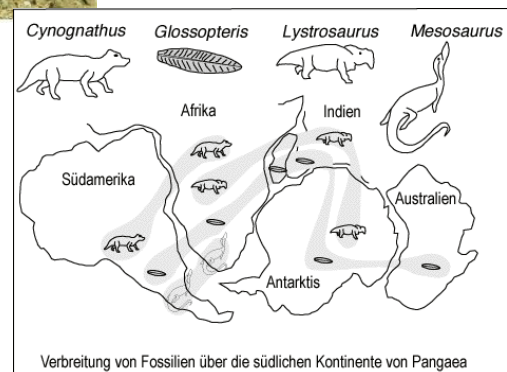 Cynognathus Glossopteris Lystrosaurus Mesosaurus
Afrika Indien
Südamerika
Australien
Antarktis
Verbreitung von Fossilien über die südlichen Kontinente von Pangaea